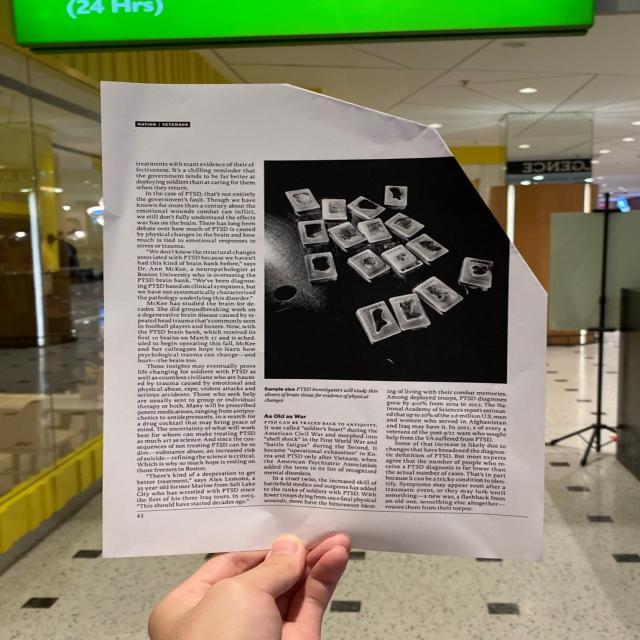 (24 Hrs)
NATION | VETERANS
treatments with scant evidence of their ef-
fectiveness. It's a chilling reminder that
the government tends to be far better at
deploying soldiers than at caring for them
when they return.
In the case of PTSD, that's not entirely
the government's fault. Though we have
known for more than a century about the
emotional wounds combat can inflict,
we still don't fully understand the effects
war has on the brain. There has long been
debate over how much of PTSD is caused
by physical changes in the brain and how
much is tied to emotional responses to
stress or trauma.
"We don't know the structural changes
associated with PTSD because we haven't
had this kind of brain bank before," says
Dr. Ann McKee, a neuropathologist at
Boston University who is overseeing the
PTSD brain bank. "We've been diagnos-
ing PTSD based on clinical symptoms, but
we have not systematically characterized
the pathology underlying this disorder."
McKee has studied the brain for de-
cades. She did groundbreaking work on
a degenerative brain disease caused by re-
peated head trauma that's commonly seen
in football players and boxers. Now, with
the PTSD brain bank, which received its
first 20 brains on March 17 and is sched-
uled to begin operating this fall, McKee
and her colleagues hope to learn how
psychological trauma can change—and
hurt—the brain too.
Those insights may eventually prove
life-changing for soldiers with PTSD as
well as countless civilians who are affect-
ed by trauma caused by emotional and
physical abuse, rape, violent attacks and
serious accidents. Those who seek help
are usually sent to group or individual
therapy or both. Many will be prescribed
potent medications, ranging from antipsy-
chotics to antidepressants, in a search for
a drug cocktail that may bring peace of
mind. The uncertainty of what will work
best for whom can make treating PTSD
as much art as science. And since the con-
sequences of not treating PTSD can be so
dire—substance abuse, an increased risk
of suicide—refining the science is critical.
Which is why so much hope is resting on
those freezers in Boston.
"There's kind of a desperation to get
better treatment," says Alex Lemons, a
35-year-old former Marine from Salt Lake
City who has wrestled with PTSD since
the first of his three Iraq tours, in 2003.
"This should have started decades ago."
42
Sample size PTSD investigators will study thin
slivers of brain tissue for evidence of physical
changes
As Old as War
PTSD CAN BE TRACED BACK TO ANTIQUITY.
It was called "soldier's heart" during the
American Civil War and morphed into
"shell shock" in the First World War and
"battle fatigue" during the Second. It
became "operational exhaustion" in Ko-
rea and PTSD only after Vietnam, when
the American Psychiatric Association
added the term to its list of recognized
mental disorders.
In a cruel twist, the increased skill of
battlefield medics and surgeons has added
to the ranks of soldiers with PTSD. With
fewer troops dying from once-fatal physical
wounds, more have the bittersweet bless-
ing of living with their combat memories.
Among deployed troops, PTSD diagnoses
grew by 400% from 2004 to 2012. The Na-
tional Academy of Sciences report estimat-
ed that up to 20% of the 2.6 million U.S. men
and women who served in Afghanistan
and Iraq may have it. In 2012, 1 of every 4
veterans of the post-9/11 wars who sought
help from the VA suffered from PTSD.
Some of that increase is likely due to
changes that have broadened the diagnos-
tic definition of PTSD. But most experts
agree that the number of people who re-
ceive a PTSD diagnosis is far lower than
the actual number of cases. That's in part
because it can be a tricky condition to iden-
tify. Symptoms may appear soon after a
traumatic event, or they may lurk until
something—a new war, a flashback from
an old one, something else altogether—
rouses them from their torpor.